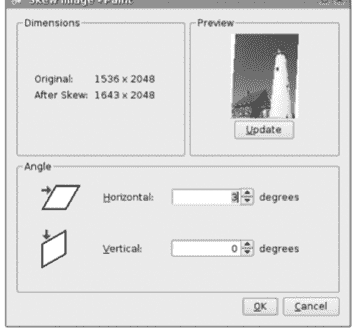 Skew Image - Paint
Dimensions
Original: 1536 x 2048
After Skew: 1643 x 2048
Preview
Update
Angle
Horizontal: 3 degrees
Vertical: 0 degrees
OK Cancel